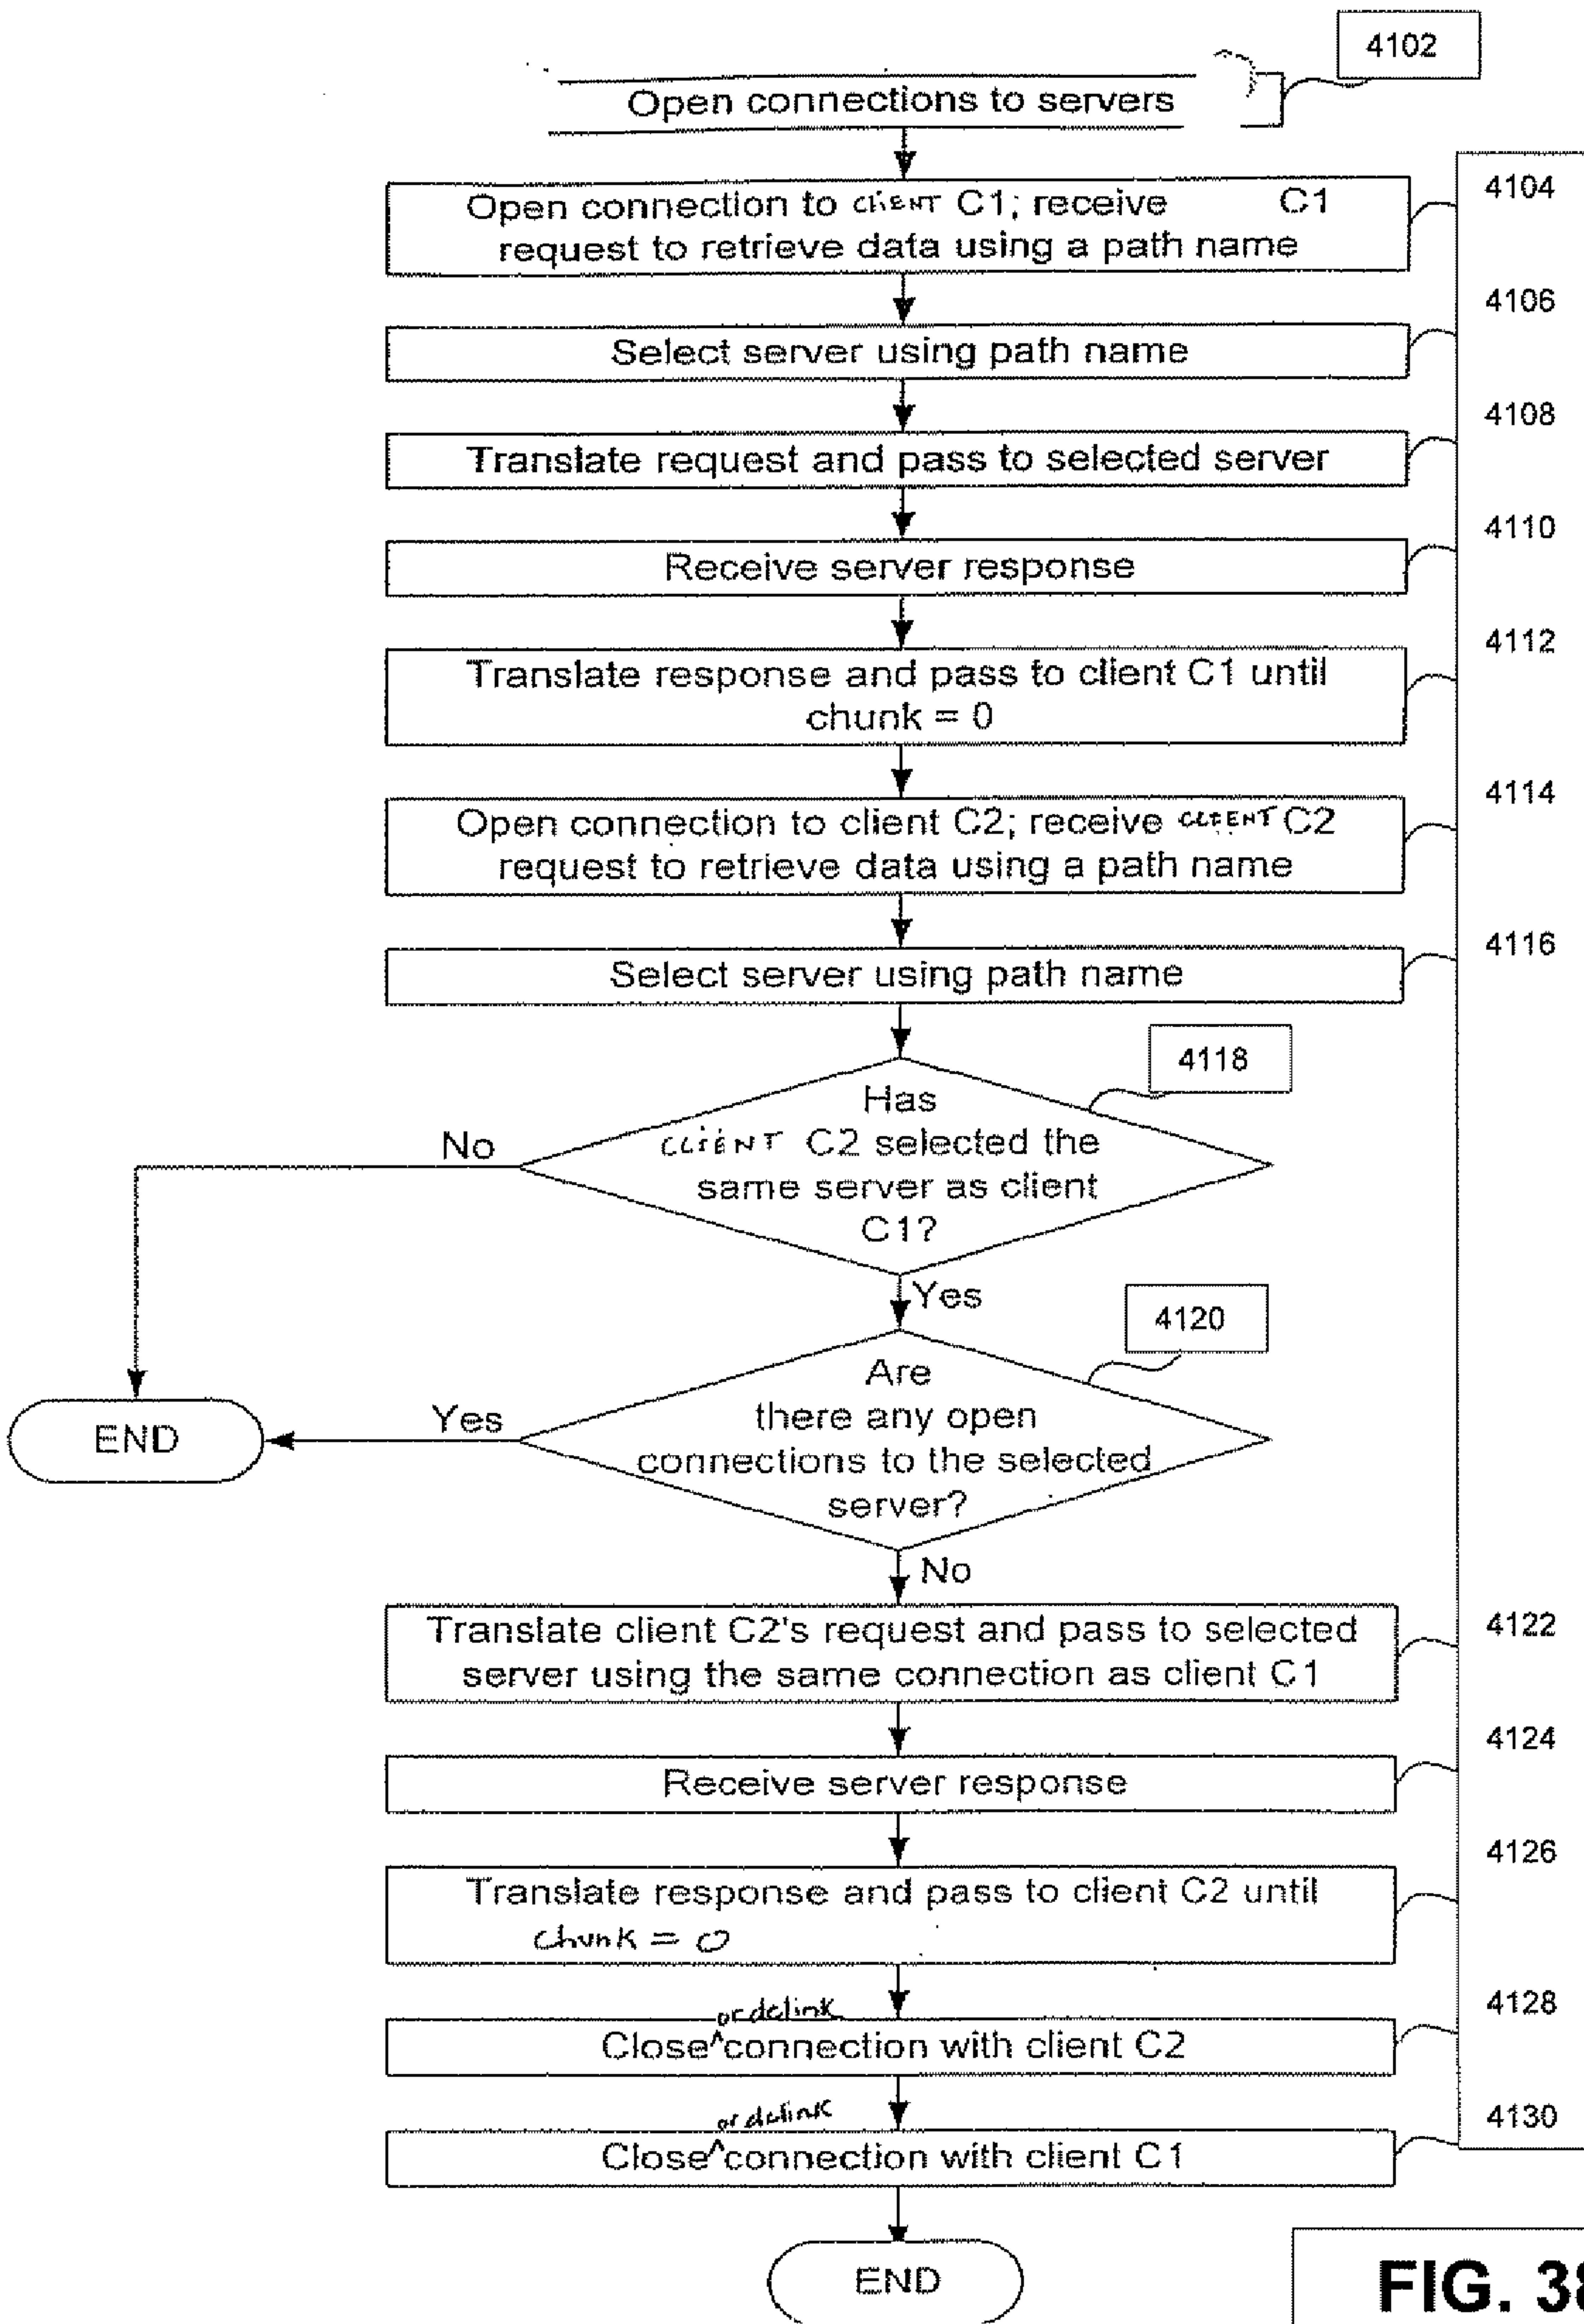 4102
Open connections to servers
Open connection to CLIENT C1; receive C1
request to retrieve data using a path name
4104
Select server using path name
4106
Translate request and pass to selected server
4108
Receive server response
4110
Translate response and pass to client C1 until
chunk = 0
4112
Open connection to client C2; receive CLIENT C2
request to retrieve data using a path name
4114
Select server using path name
4116
4118
Has
CLIENT C2 selected the
same server as client
C1?
No
Yes
4120
Are
there any open
connections to the selected
server?
Yes
END
No
Translate client C2's request and pass to selected
server using the same connection as client C1
4122
Receive server response
4124
Translate response and pass to client C2 until
chunk = 0
4126
or delink
Close ^ connection with client C2
4128
or delink
Close ^ connection with client C1
4130
END
FIG. 38